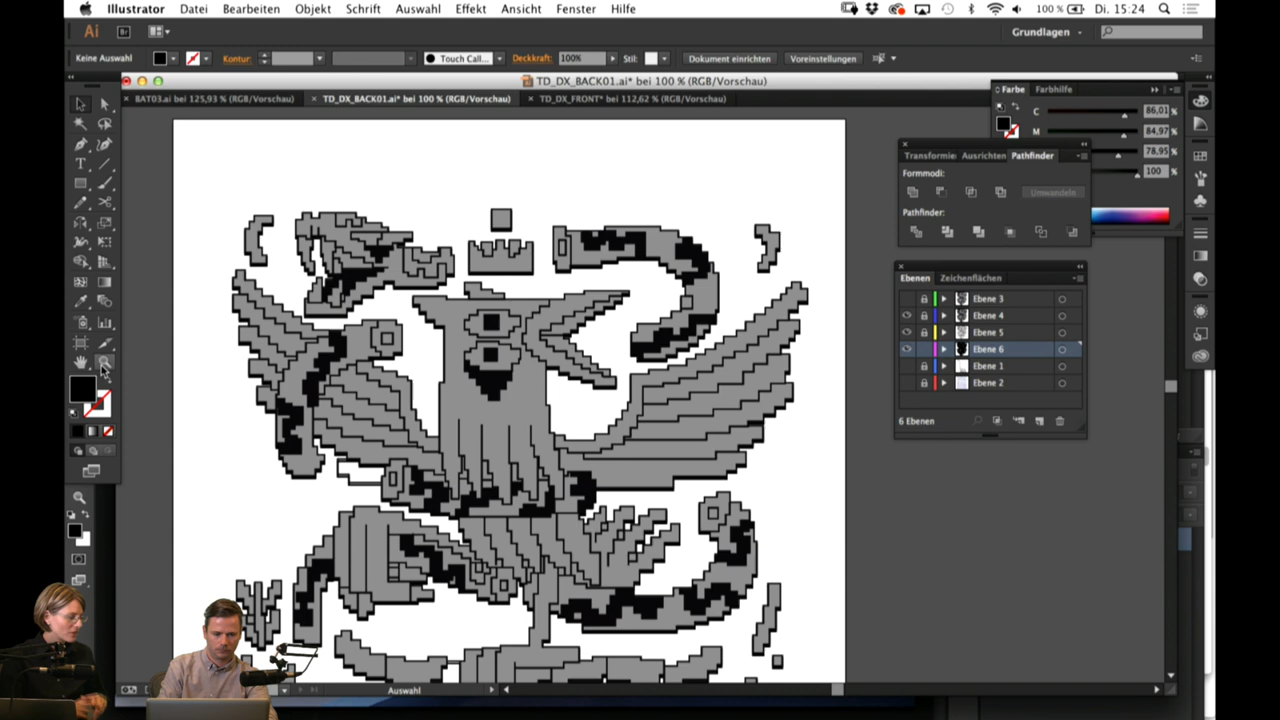 Illustrator Datei Bearbeiten Objekt Schrift Auswahl Effekt Ansicht Fenster Hilfe 100 % Di. 15:24
Ai Br Grundlagen
Keine Auswahl Kontur: Touch Call... Deckkraft: 100% Stil: Dokument einrichten Voreinstellungen
TD_DX_BACK01.ai* bei 100 % (RGB/Vorschau)
BAT03.ai bei 125,93 % (RGB/Vorschau) TD_DX_BACK01.ai* bei 100 % (RGB/Vorschau) TD_DX_FRONT* bei 112,62 % (RGB/Vorschau)
Farbe Farbhilfe
C 86,01 %
M 84,97 %
78,95 %
100 %
Transformie Ausrichten Pathfinder
Formmodi:
Umwandeln
Pathfinder:
Ebenen Zeichenflächen
Ebene 3
Ebene 4
Ebene 5
Ebene 6
Ebene 1
Ebene 2
6 Ebenen
Auswahl